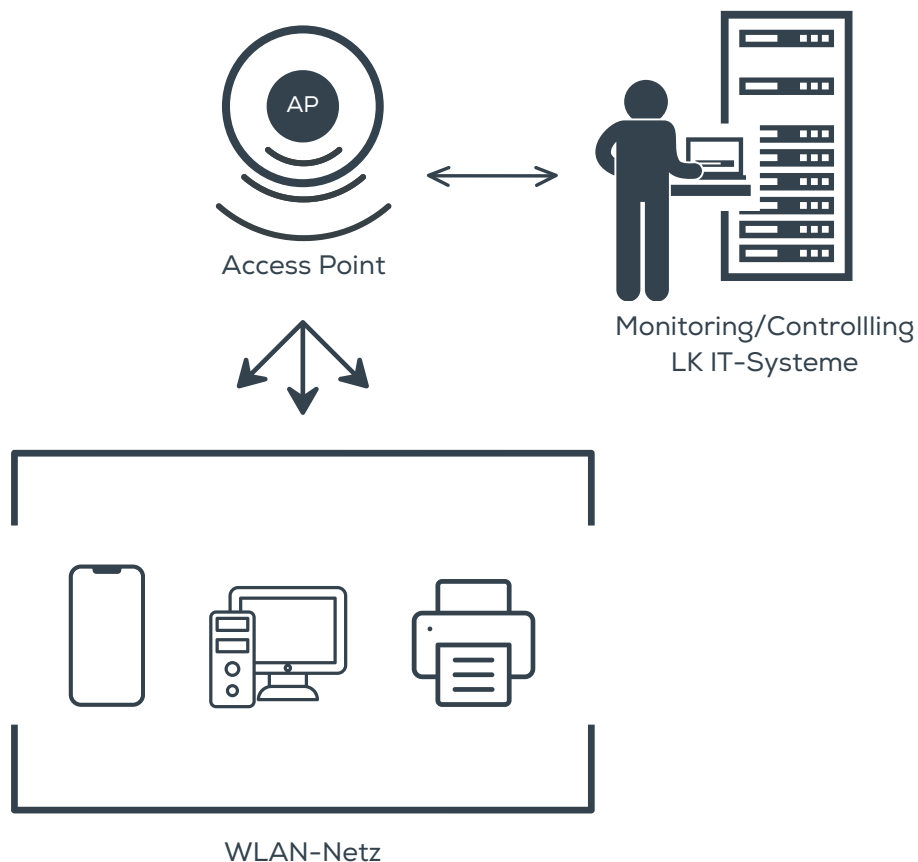 AP
Access Point
Monitoring/Controllling
LK IT-Systeme
WLAN-Netz